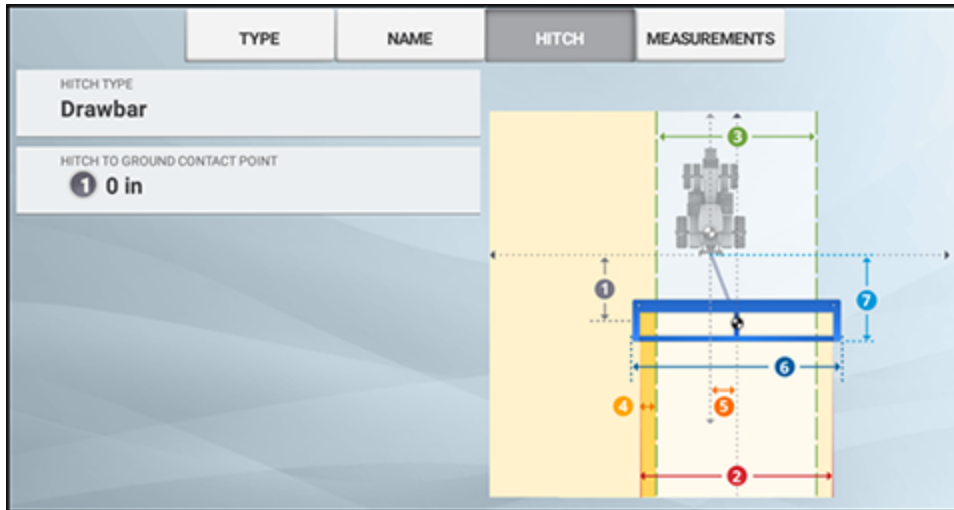 TYPE
NAME
HITCH
MEASUREMENTS
HITCH TYPE
Drawbar
HITCH TO GROUND CONTACT POINT
1 0 in
3
1
7
6
4
5
2